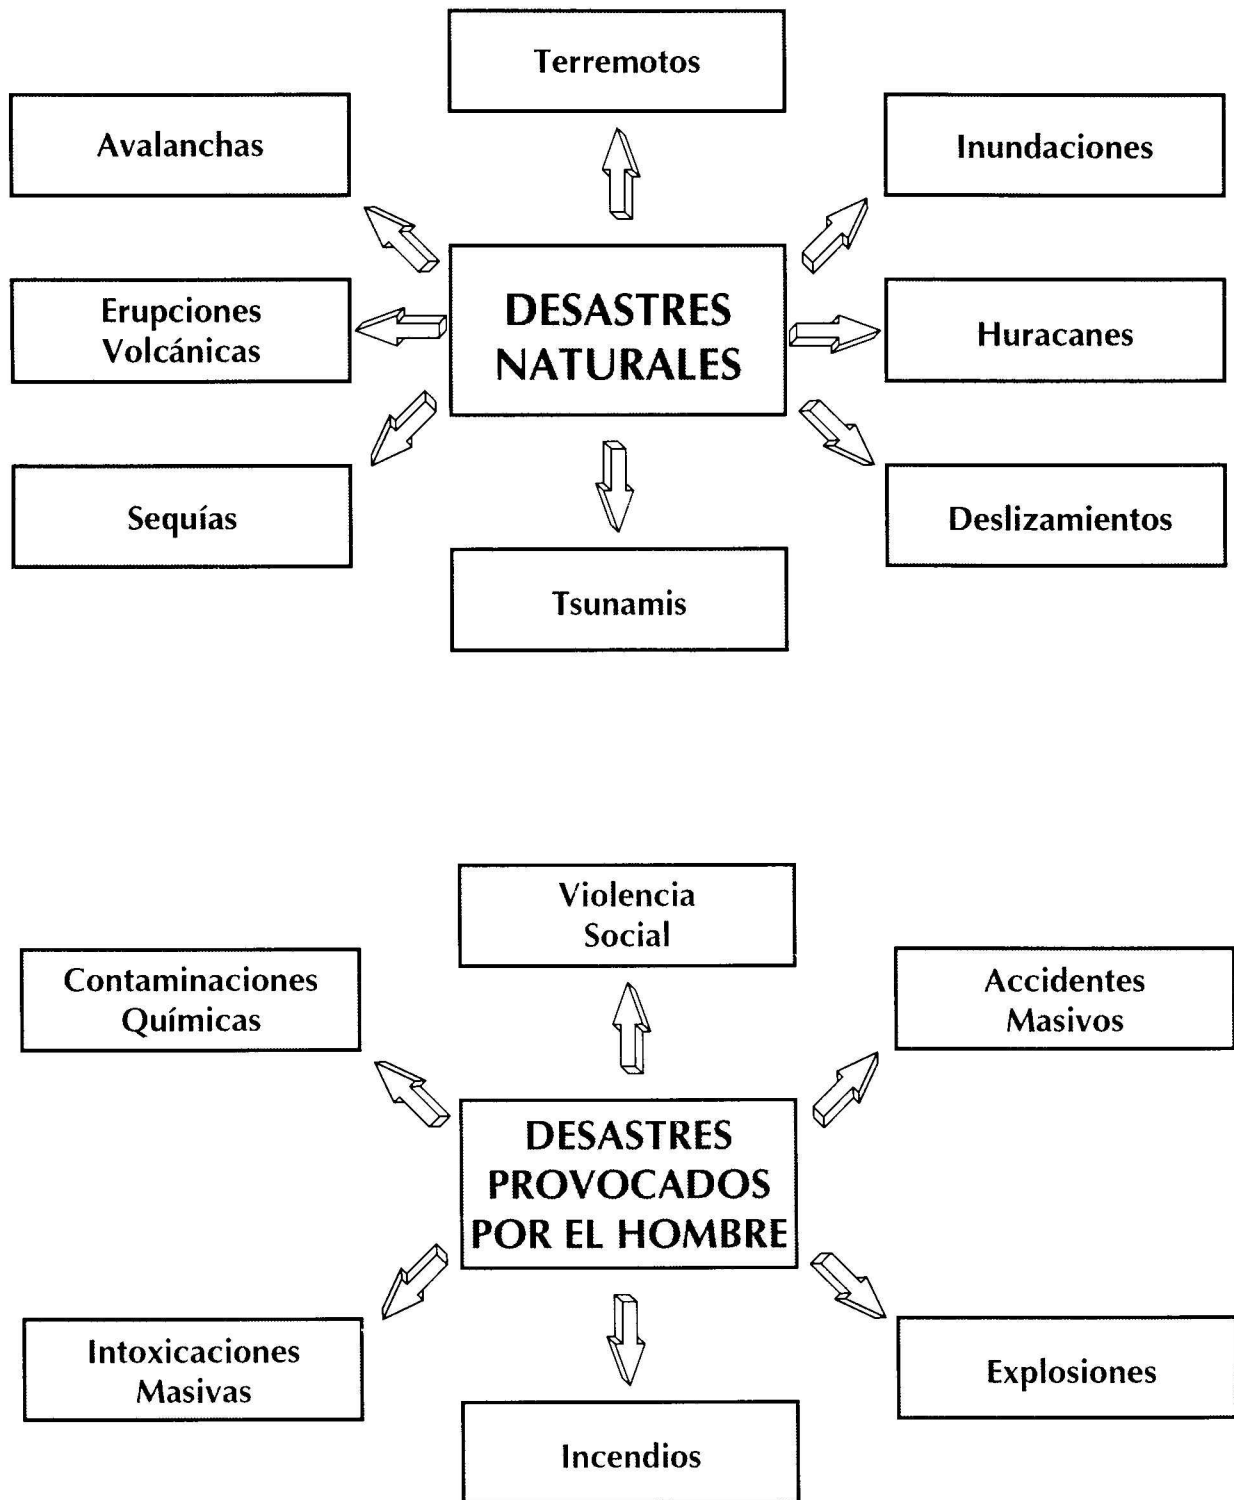 Terremotos
Avalanchas
Inundaciones
Erupciones
Volcánicas
DESASTRES
NATURALES
Huracanes
Sequías
Deslizamientos
Tsunamis
Violencia
Social
Contaminaciones
Químicas
Accidentes
Masivos
DESASTRES
PROVOCADOS
POR EL HOMBRE
Intoxicaciones
Masivas
Explosiones
Incendios